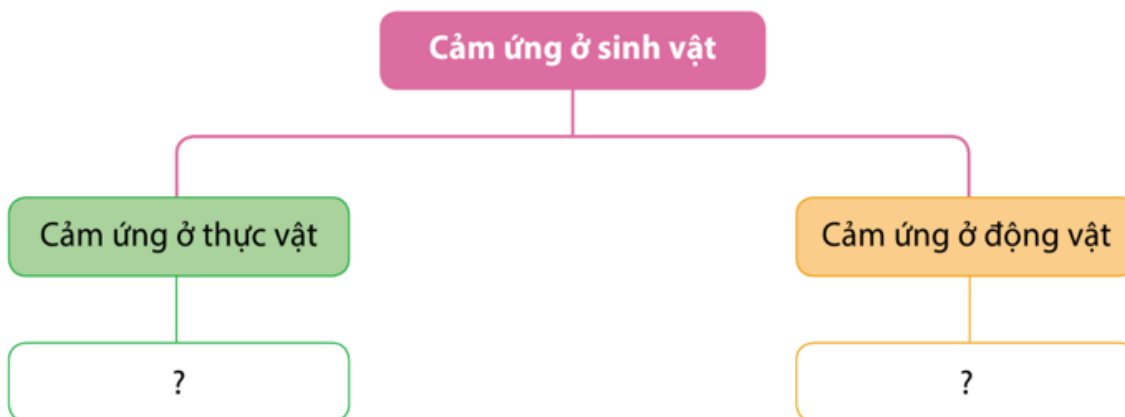 Cảm ứng ở sinh vật
Cảm ứng ở thực vật
Cảm ứng ở động vật
?
?